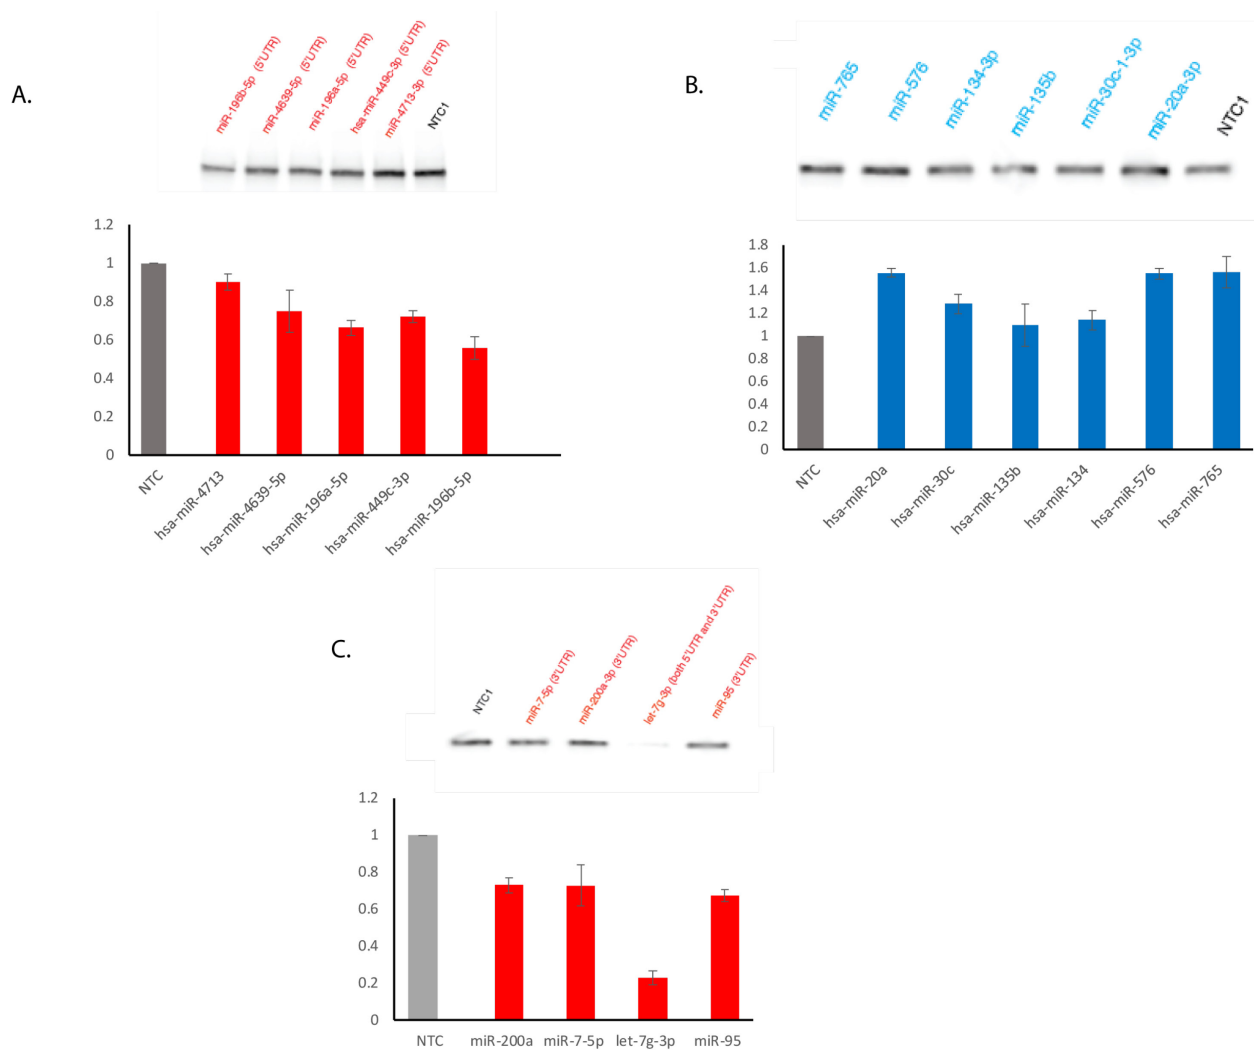 A.
miR-196b-5p (5'UTR)
miR-4639-5p (5'UTR)
miR-196a-5p (5'UTR)
hsa-miR-449c-3p (5'UTR)
miR-4713-3p (5'UTR)
NTC1
1.2
1
0.8
0.6
0.4
0.2
0
NTC
hsa-miR-4713
hsa-miR-4639-5p
hsa-miR-196a-5p
hsa-miR-449c-3p
hsa-miR-196b-5p
B.
miR-765
miR-576
miR-134-3p
miR-135b
miR-30c-1-3p
miR-20a-3p
NTC1
1.8
1.6
1.4
1.2
1
0.8
0.6
0.4
0.2
0
NTC
hsa-miR-20a
hsa-miR-30c
hsa-miR-135b
hsa-miR-134
hsa-miR-576
hsa-miR-765
C.
NTC1
miR-7-5p (3'UTR)
miR-200a-3p (3'UTR)
let-7g-3p (both 5'UTR and 3'UTR)
miR-95 (3'UTR)
1.2
1
0.8
0.6
0.4
0.2
0
NTC
miR-200a
miR-7-5p
let-7g-3p
miR-95